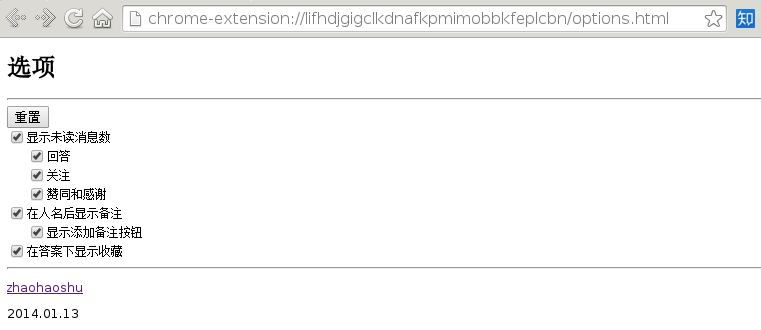 chrome-extension://lifhdjgigclkdnafkpmimobbkfeplcbn/options.html 知
选项
重置
显示未读消息数
回答
关注
赞同和感谢
在人名后显示备注
显示添加备注按钮
在答案下显示收藏
zhaohaoshu
2014.01.13